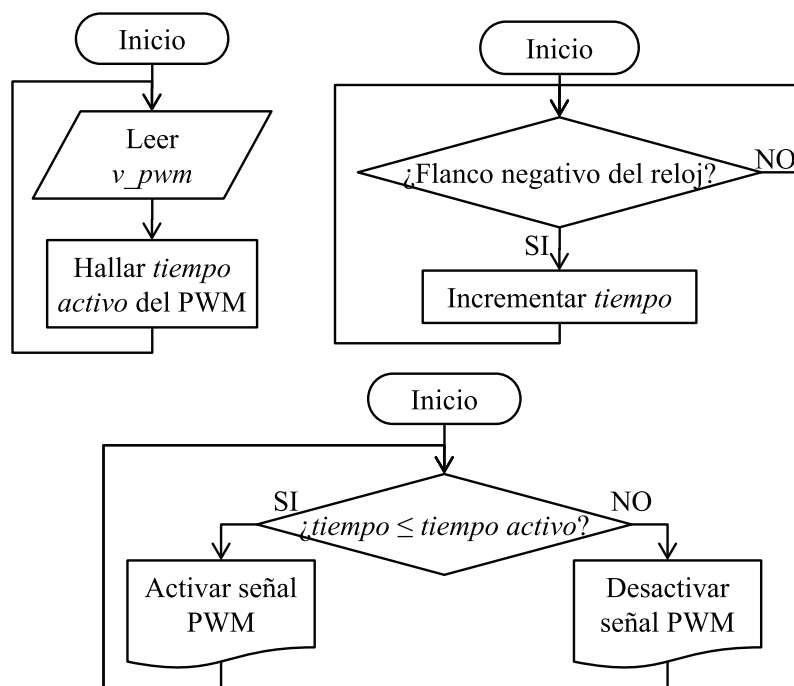 Inicio
Leer
v_pwm
Hallar tiempo
activo del PWM
Inicio
¿Flanco negativo del reloj?
NO
SI
Incrementar tiempo
Inicio
SI
NO
¿tiempo ≤ tiempo activo?
Activar señal
PWM
Desactivar
señal PWM